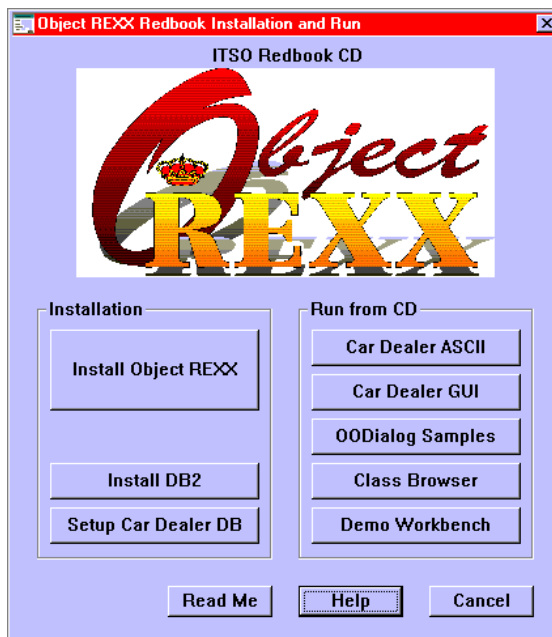 Object REXX Redbook Installation and Run
ITSO Redbook CD
Object
REXX
Installation
Install Object REXX
Install DB2
Setup Car Dealer DB
Run from CD
Car Dealer ASCII
Car Dealer GUI
OODialog Samples
Class Browser
Demo Workbench
Read Me
Help
Cancel